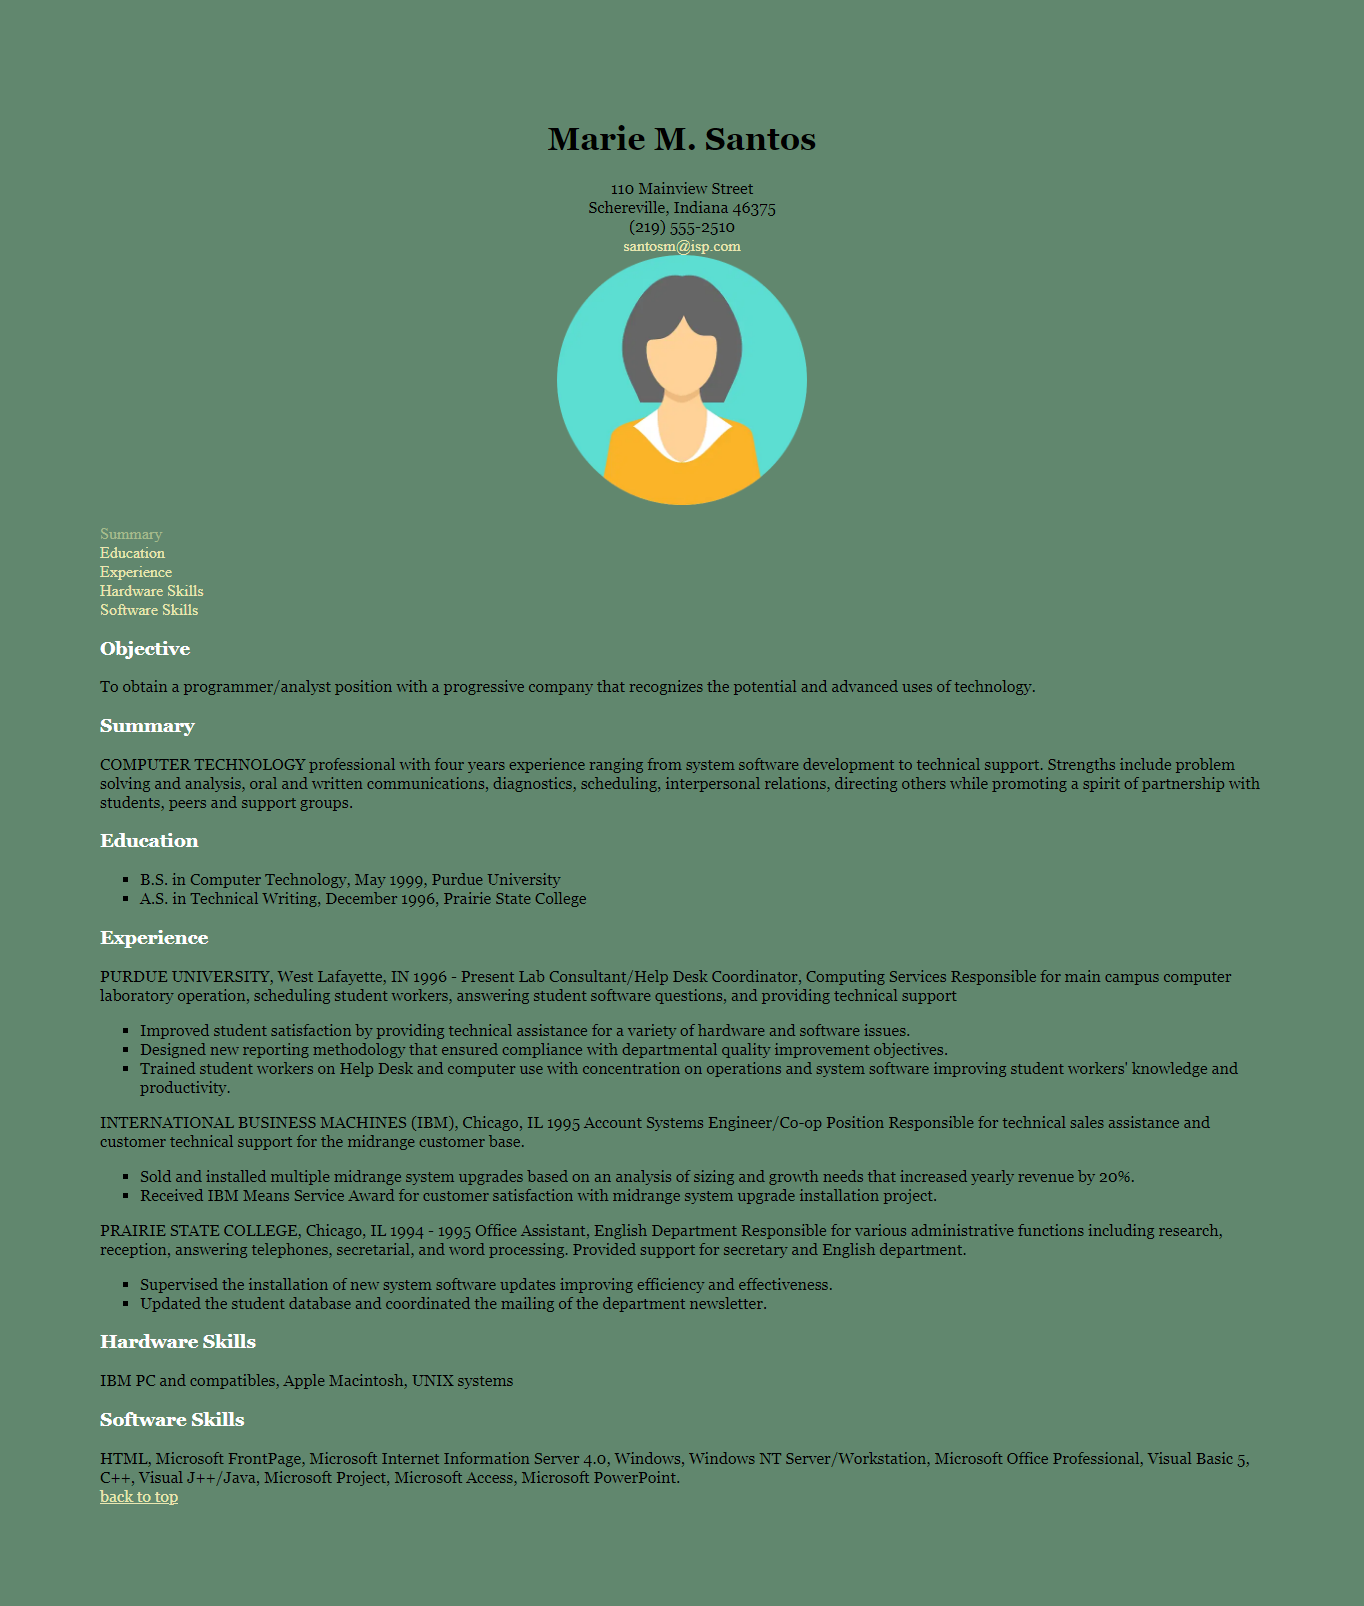 Marie M. Santos
110 Mainview Street
Schereville, Indiana 46375
(219) 555-2510
santosm@isp.com
Summary
Education
Experience
Hardware Skills
Software Skills
Objective
To obtain a programmer/analyst position with a progressive company that recognizes the potential and advanced uses of technology.
Summary
COMPUTER TECHNOLOGY professional with four years experience ranging from system software development to technical support. Strengths include problem
solving and analysis, oral and written communications, diagnostics, scheduling, interpersonal relations, directing others while promoting a spirit of partnership with
students, peers and support groups.
Education
▪ B.S. in Computer Technology, May 1999, Purdue University
▪ A.S. in Technical Writing, December 1996, Prairie State College
Experience
PURDUE UNIVERSITY, West Lafayette, IN 1996 - Present Lab Consultant/Help Desk Coordinator, Computing Services Responsible for main campus computer
laboratory operation, scheduling student workers, answering student software questions, and providing technical support
▪ Improved student satisfaction by providing technical assistance for a variety of hardware and software issues.
▪ Designed new reporting methodology that ensured compliance with departmental quality improvement objectives.
▪ Trained student workers on Help Desk and computer use with concentration on operations and system software improving student workers' knowledge and
productivity.
INTERNATIONAL BUSINESS MACHINES (IBM), Chicago, IL 1995 Account Systems Engineer/Co-op Position Responsible for technical sales assistance and
customer technical support for the midrange customer base.
▪ Sold and installed multiple midrange system upgrades based on an analysis of sizing and growth needs that increased yearly revenue by 20%.
▪ Received IBM Means Service Award for customer satisfaction with midrange system upgrade installation project.
PRAIRIE STATE COLLEGE, Chicago, IL 1994 - 1995 Office Assistant, English Department Responsible for various administrative functions including research,
reception, answering telephones, secretarial, and word processing. Provided support for secretary and English department.
▪ Supervised the installation of new system software updates improving efficiency and effectiveness.
▪ Updated the student database and coordinated the mailing of the department newsletter.
Hardware Skills
IBM PC and compatibles, Apple Macintosh, UNIX systems
Software Skills
HTML, Microsoft FrontPage, Microsoft Internet Information Server 4.0, Windows, Windows NT Server/Workstation, Microsoft Office Professional, Visual Basic 5,
C++, Visual J++/Java, Microsoft Project, Microsoft Access, Microsoft PowerPoint.
back to top